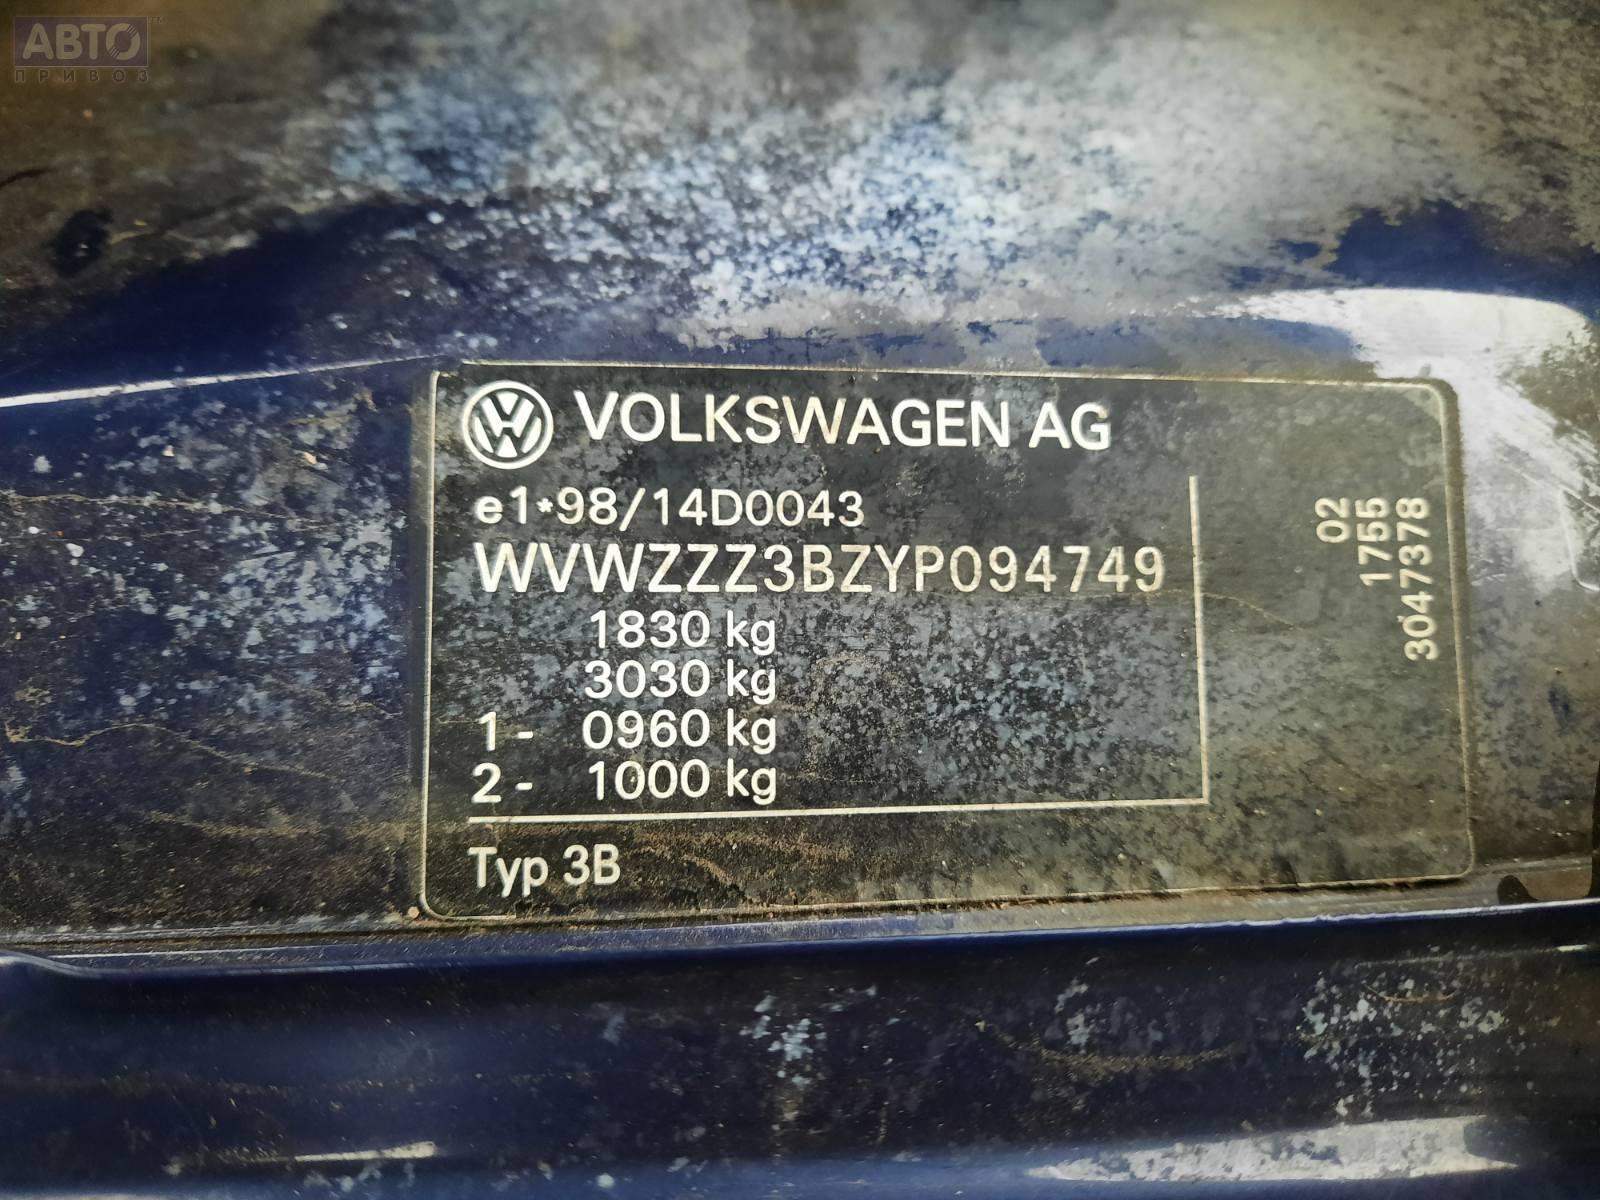 АВТО™
ПРИВОЗ
VOLKSWAGEN AG
e1*98/14D0043
WVWZZZ3BZYP094749
1830 kg
3030 kg
1- 0960 kg
2- 1000 kg
Typ 3B
02
1755
3047378